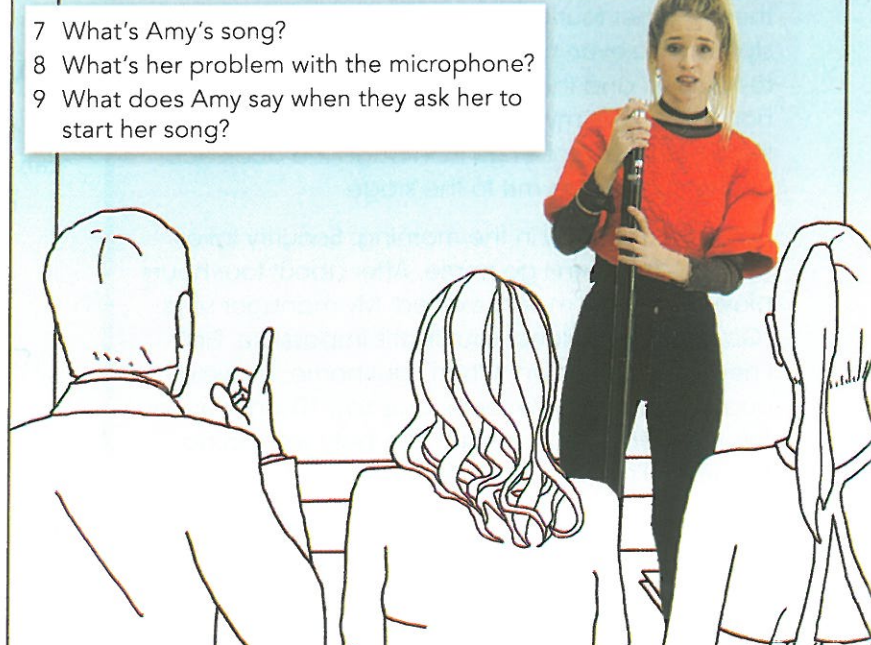 7 What's Amy's song?
8 What's her problem with the microphone?
9 What does Amy say when they ask her to
start her song?